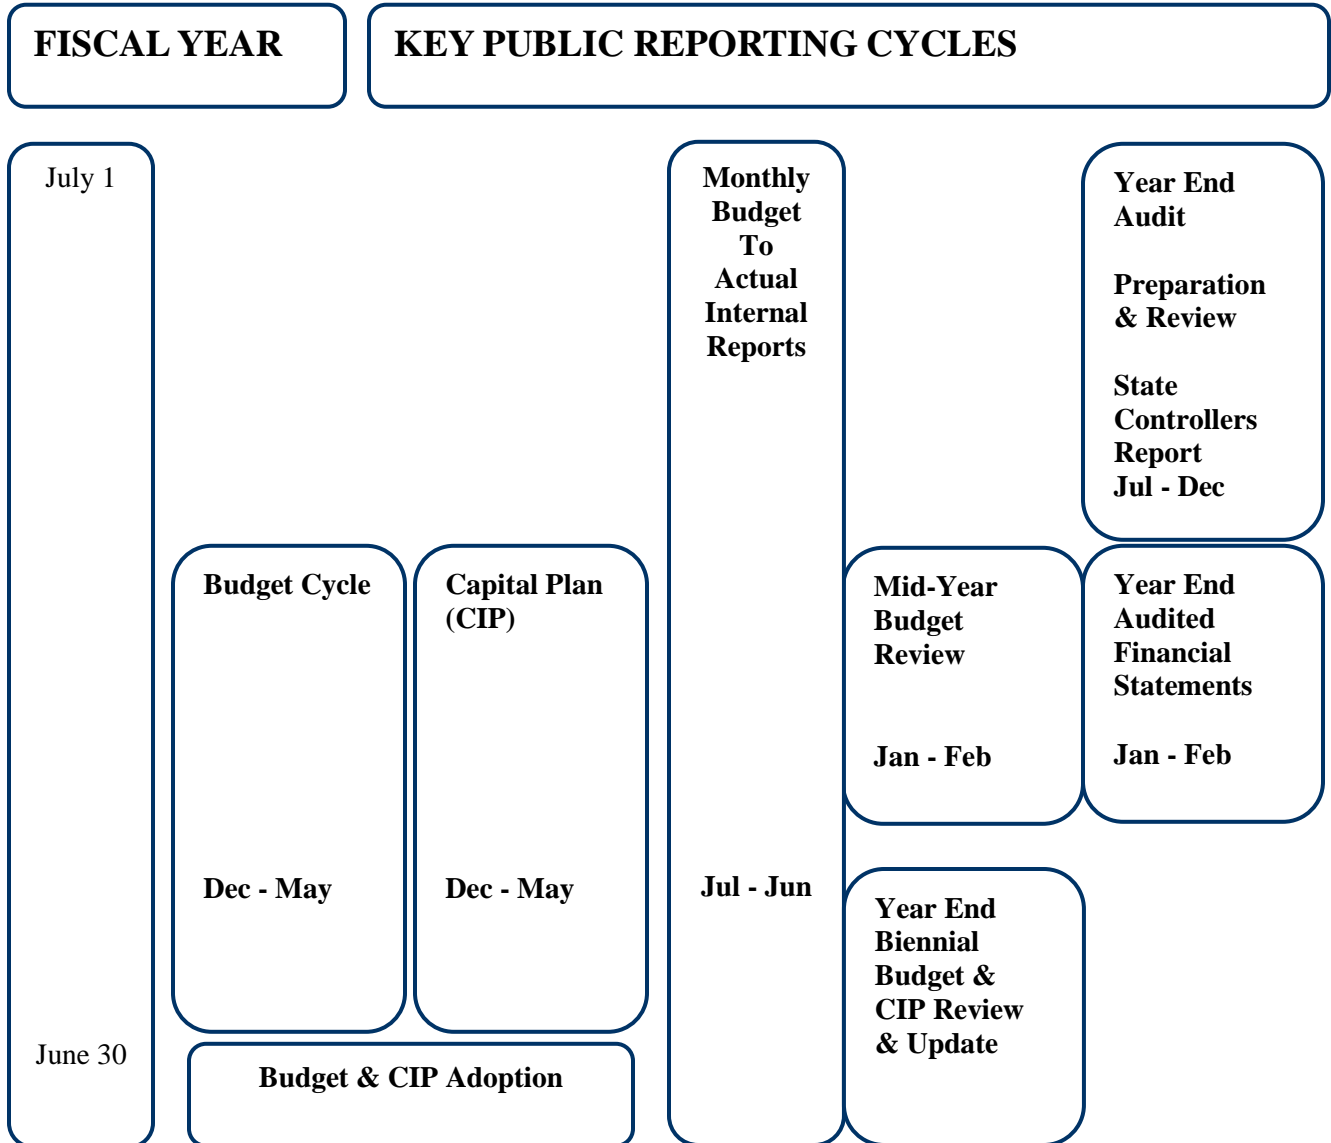 FISCAL YEAR
KEY PUBLIC REPORTING CYCLES
July 1
June 30
Budget Cycle
Dec - May
Capital Plan
(CIP)
Dec - May
Budget & CIP Adoption
Monthly
Budget
To
Actual
Internal
Reports
Jul - Jun
Mid-Year
Budget
Review
Jan - Feb
Year End
Biennial
Budget &
CIP Review
& Update
Year End
Audit
Preparation
& Review
State
Controllers
Report
Jul - Dec
Year End
Audited
Financial
Statements
Jan - Feb